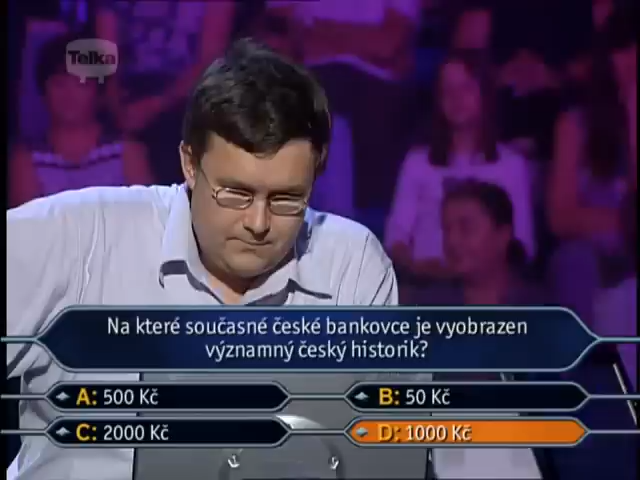 Telka
Na které současné české bankovce je vyobrazen
významný český historik?
A: 500 Kč
B: 50 Kč
C: 2000 Kč
D: 1000 Kč